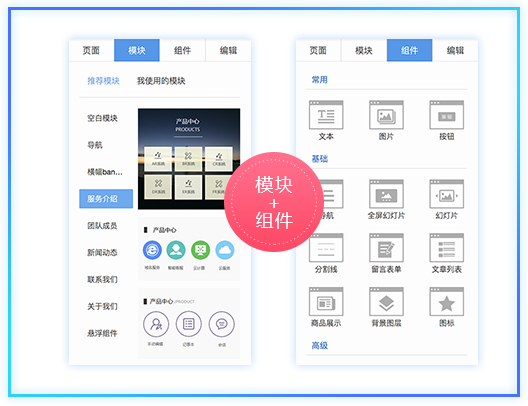 页面 模块 组件 编辑
推荐模块 我使用的模块
空白模块
导航
横幅ban...
服务介绍
团队成员
新闻动态
联系我们
关于我们
悬浮组件
产品中心
PRODUCTS
产品中心
云计算
产品中心/PRODUCT
模块
+
组件
页面 模块 组件 编辑
常用
文本 图片 按钮
基础
导航 全屏幻灯片 幻灯片
分割线 留言表单 文章列表
商品展示 背景图层 图标
高级